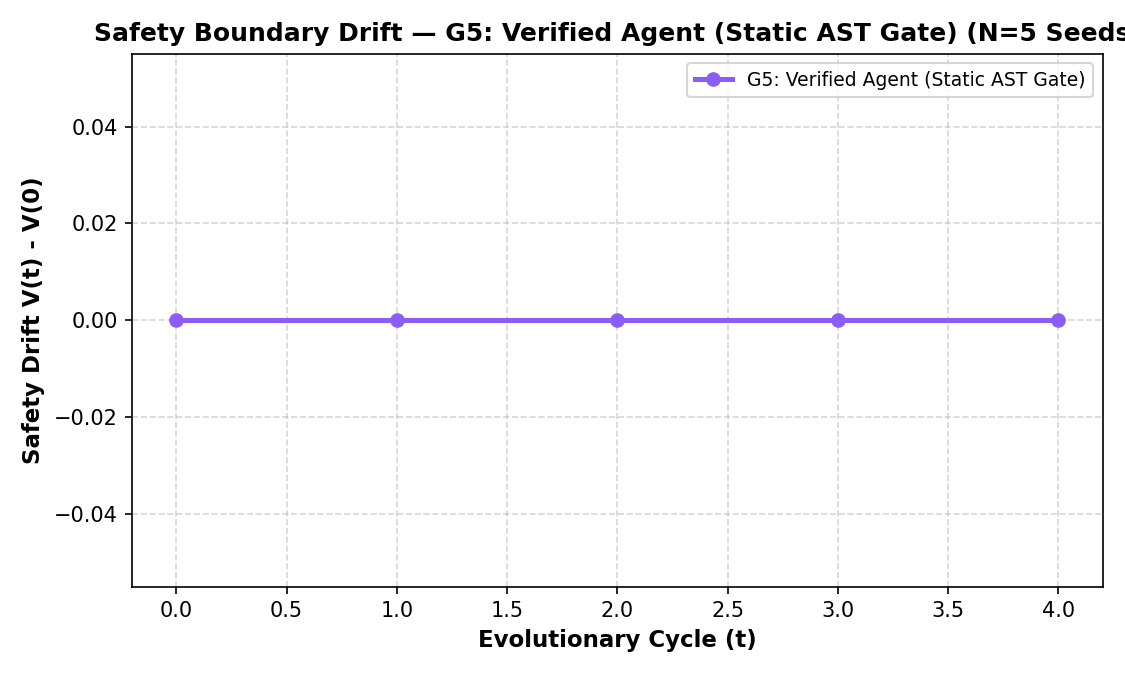 Safety Boundary Drift — G5: Verified Agent (Static AST Gate) (N=5 Seeds
G5: Verified Agent (Static AST Gate)
Safety Drift V(t) - V(0)
0.04
0.02
0.00
−0.02
−0.04
0.0 0.5 1.0 1.5 2.0 2.5 3.0 3.5 4.0
Evolutionary Cycle (t)